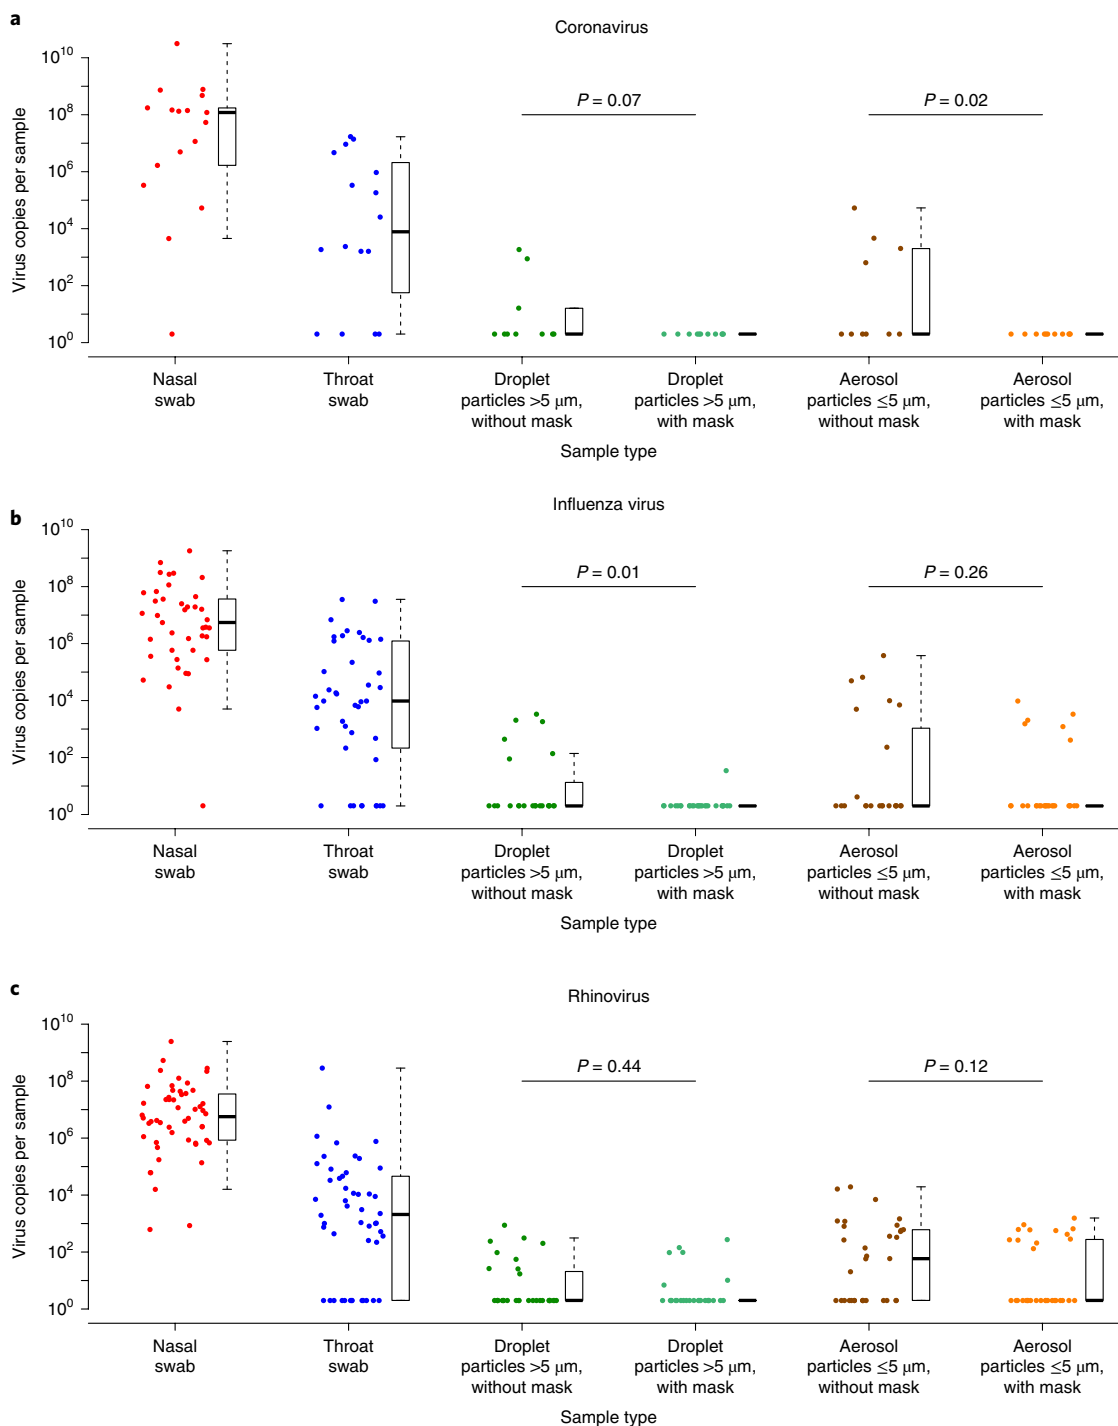 a
Coronavirus
Virus copies per sample
10^10
10^8
10^6
10^4
10^2
10^0
P = 0.07
P = 0.02
Nasal
swab
Throat
swab
Droplet
particles >5 μm,
without mask
Droplet
particles >5 μm,
with mask
Aerosol
particles ≤5 μm,
without mask
Aerosol
particles ≤5 μm,
with mask
Sample type
b
Influenza virus
Virus copies per sample
10^10
10^8
10^6
10^4
10^2
10^0
P = 0.01
P = 0.26
Nasal
swab
Throat
swab
Droplet
particles >5 μm,
without mask
Droplet
particles >5 μm,
with mask
Aerosol
particles ≤5 μm,
without mask
Aerosol
particles ≤5 μm,
with mask
Sample type
c
Rhinovirus
Virus copies per sample
10^10
10^8
10^6
10^4
10^2
10^0
P = 0.44
P = 0.12
Nasal
swab
Throat
swab
Droplet
particles >5 μm,
without mask
Droplet
particles >5 μm,
with mask
Aerosol
particles ≤5 μm,
without mask
Aerosol
particles ≤5 μm,
with mask
Sample type